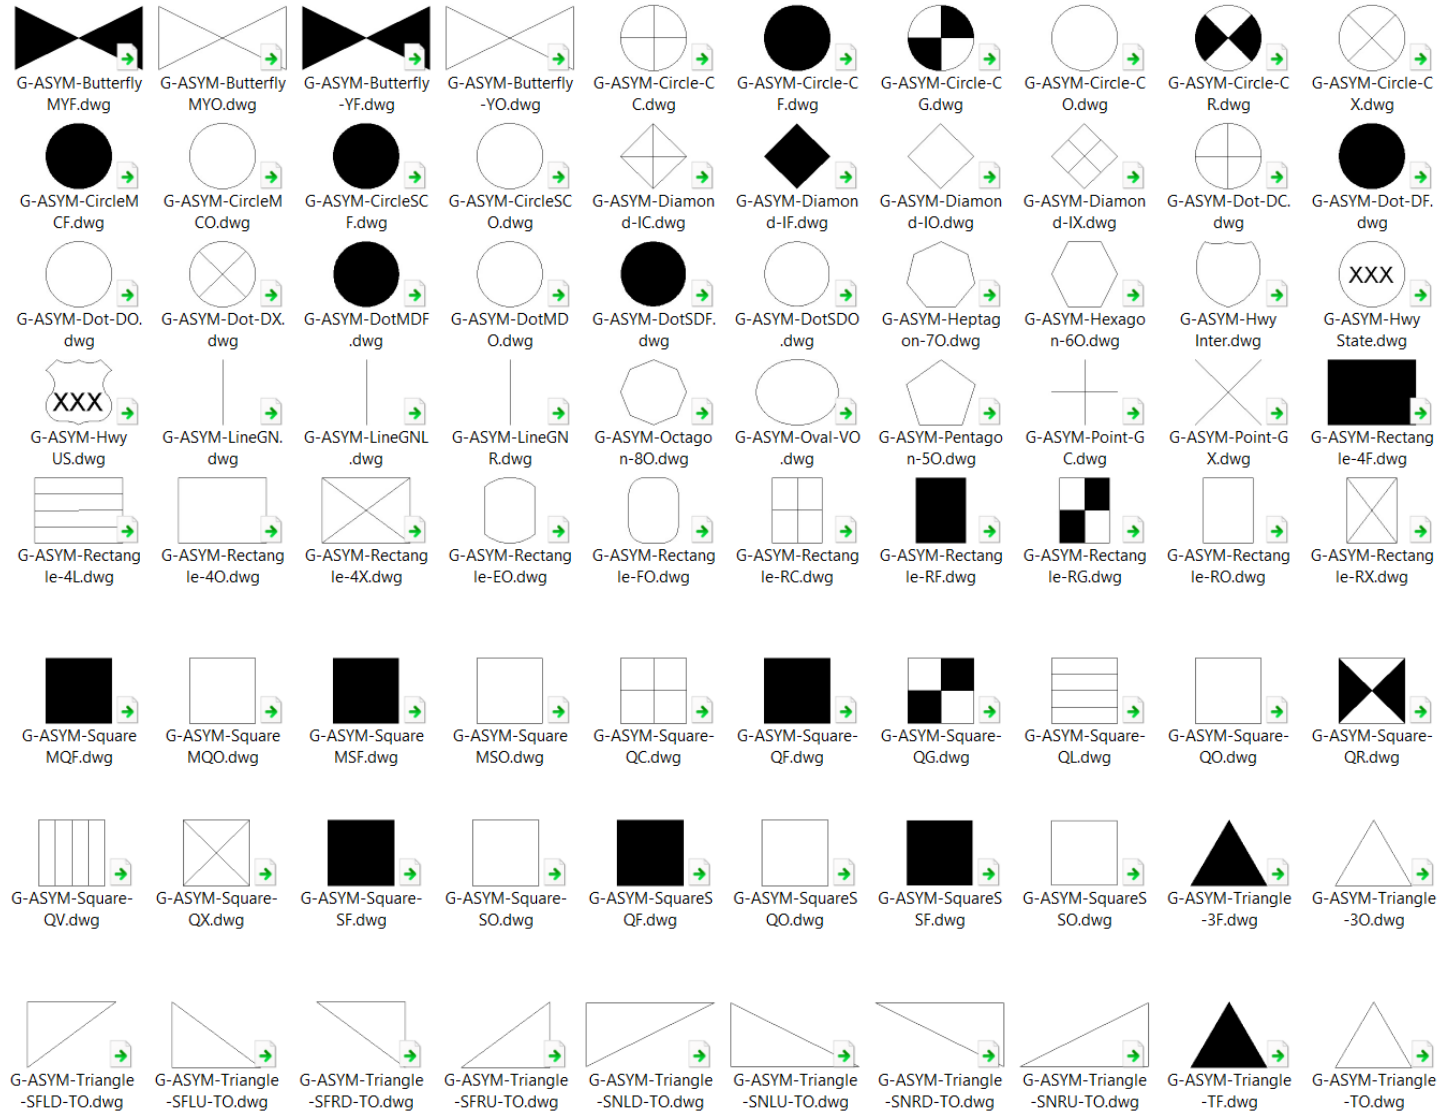 G-ASYM-Butterfly
MYF.dwg
G-ASYM-Butterfly
MYO.dwg
G-ASYM-Butterfly
-YF.dwg
G-ASYM-Butterfly
-YO.dwg
G-ASYM-Circle-C
C.dwg
G-ASYM-Circle-C
F.dwg
G-ASYM-Circle-C
G.dwg
G-ASYM-Circle-C
O.dwg
G-ASYM-Circle-C
R.dwg
G-ASYM-Circle-C
X.dwg
G-ASYM-CircleM
CF.dwg
G-ASYM-CircleM
CO.dwg
G-ASYM-CircleSC
F.dwg
G-ASYM-CircleSC
O.dwg
G-ASYM-Diamon
d-IC.dwg
G-ASYM-Diamon
d-IF.dwg
G-ASYM-Diamon
d-IO.dwg
G-ASYM-Diamon
d-IX.dwg
G-ASYM-Dot-DC.
dwg
G-ASYM-Dot-DF.
dwg
G-ASYM-Dot-DO.
dwg
G-ASYM-Dot-DX.
dwg
G-ASYM-DotMDF
.dwg
G-ASYM-DotMD
O.dwg
G-ASYM-DotSDF.
dwg
G-ASYM-DotSDO
.dwg
G-ASYM-Heptag
on-7O.dwg
G-ASYM-Hexago
n-6O.dwg
G-ASYM-Hwy
Inter.dwg
XXX
G-ASYM-Hwy
State.dwg
XXX
G-ASYM-Hwy
US.dwg
G-ASYM-LineGN.
dwg
G-ASYM-LineGNL
.dwg
G-ASYM-LineGN
R.dwg
G-ASYM-Octago
n-8O.dwg
G-ASYM-Oval-VO
.dwg
G-ASYM-Pentago
n-5O.dwg
G-ASYM-Point-G
C.dwg
G-ASYM-Point-G
X.dwg
G-ASYM-Rectang
le-4F.dwg
G-ASYM-Rectang
le-4L.dwg
G-ASYM-Rectang
le-4O.dwg
G-ASYM-Rectang
le-4X.dwg
G-ASYM-Rectang
le-EO.dwg
G-ASYM-Rectang
le-FO.dwg
G-ASYM-Rectang
le-RC.dwg
G-ASYM-Rectang
le-RF.dwg
G-ASYM-Rectang
le-RG.dwg
G-ASYM-Rectang
le-RO.dwg
G-ASYM-Rectang
le-RX.dwg
G-ASYM-Square
MQF.dwg
G-ASYM-Square
MQO.dwg
G-ASYM-Square
MSF.dwg
G-ASYM-Square
MSO.dwg
G-ASYM-Square-
QC.dwg
G-ASYM-Square-
QF.dwg
G-ASYM-Square-
QG.dwg
G-ASYM-Square-
QL.dwg
G-ASYM-Square-
QO.dwg
G-ASYM-Square-
QR.dwg
G-ASYM-Square-
QV.dwg
G-ASYM-Square-
QX.dwg
G-ASYM-Square-
SF.dwg
G-ASYM-Square-
SO.dwg
G-ASYM-SquareS
QF.dwg
G-ASYM-SquareS
QO.dwg
G-ASYM-SquareS
SF.dwg
G-ASYM-SquareS
SO.dwg
G-ASYM-Triangle
-3F.dwg
G-ASYM-Triangle
-3O.dwg
G-ASYM-Triangle
-SFLD-TO.dwg
G-ASYM-Triangle
-SFLU-TO.dwg
G-ASYM-Triangle
-SFRD-TO.dwg
G-ASYM-Triangle
-SFRU-TO.dwg
G-ASYM-Triangle
-SNLD-TO.dwg
G-ASYM-Triangle
-SNLU-TO.dwg
G-ASYM-Triangle
-SNRD-TO.dwg
G-ASYM-Triangle
-SNRU-TO.dwg
G-ASYM-Triangle
-TF.dwg
G-ASYM-Triangle
-TO.dwg